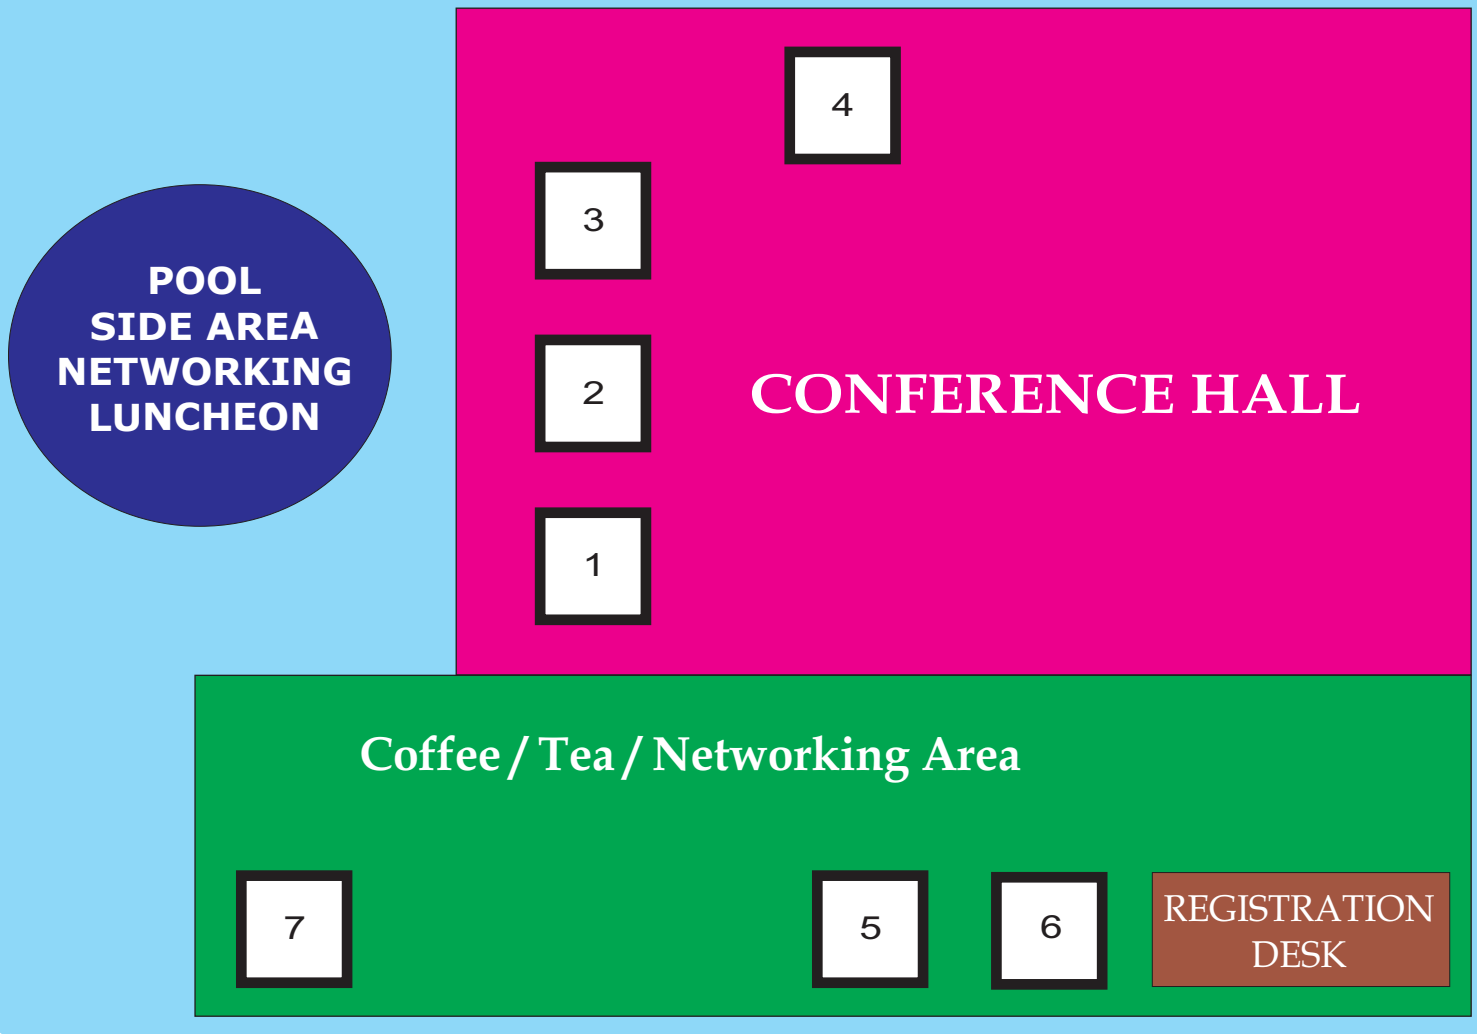 4
3
POOL
SIDE AREA
NETWORKING
LUNCHEON
2
CONFERENCE HALL
1
Coffee / Tea / Networking Area
7
5
6
REGISTRATION
DESK